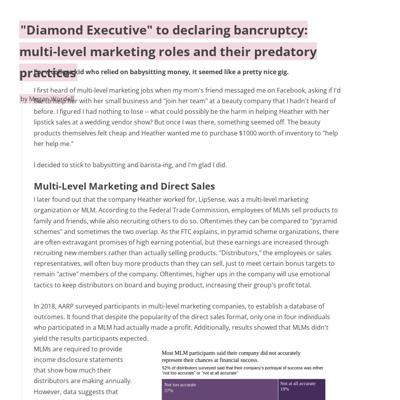 "Diamond Executive" to declaring bancruptcy:
multi-level marketing roles and their predatory
practices
kid who relied on babysitting money, it seemed like a pretty nice gig.
I first heard of multi-level marketing jobs when my mom's friend messaged me on Facebook, asking if I'd
like to help her with her small business and "join her team" at a beauty company that I hadn't heard of
by Megan Wandell
before. I figured I had nothing to lose -- what could possibly be the harm in helping Heather with her
lipstick sales at a wedding vendor show? But once I was there, something seemed off. The beauty
products themselves felt cheap and Heather wanted me to purchase $1000 worth of inventory to "help
her help me."
I decided to stick to babysitting and barista-ing, and I'm glad I did.
Multi-Level Marketing and Direct Sales
I later found out that the company Heather worked for, LipSense, was a multi-level marketing
organization or MLM. According to the Federal Trade Commission, employees of MLMs sell products to
family and friends, while also recruiting others to do so. Oftentimes they can be compared to "pyramid
schemes" and sometimes the two overlap. As the FTC explains, in pyramid scheme organizations, there
are often extravagant promises of high earning potential, but these earnings are increased through
recruiting new members rather than actually selling products. "Distributors," the employees or sales
representatives, will often buy more products than they can sell, just to meet certain bonus targets to
remain "active" members of the company. Oftentimes, higher ups in the company will use emotional
tactics to keep distributors on board and buying product, increasing their group's profit total.
In 2018, AARP surveyed participants in multi-level marketing companies, to establish a database of
outcomes. It found that despite the popularity of the direct sales format, only one in four individuals
who participated in a MLM had actually made a profit. Additionally, results showed that MLMs didn't
yield the results participants expected.
MLMs are required to
provide income
disclosure statements
that show how much their
distributors are making annually.
However, data suggests that
Most MLM participants said their company did not accurately
represent their chances at financial success.
52% of distributors surveyed said that their company's portrayal of success was either
"not too accurate" or "not at all accurate"
Not too accurate
37%
Not at all accurate
19%